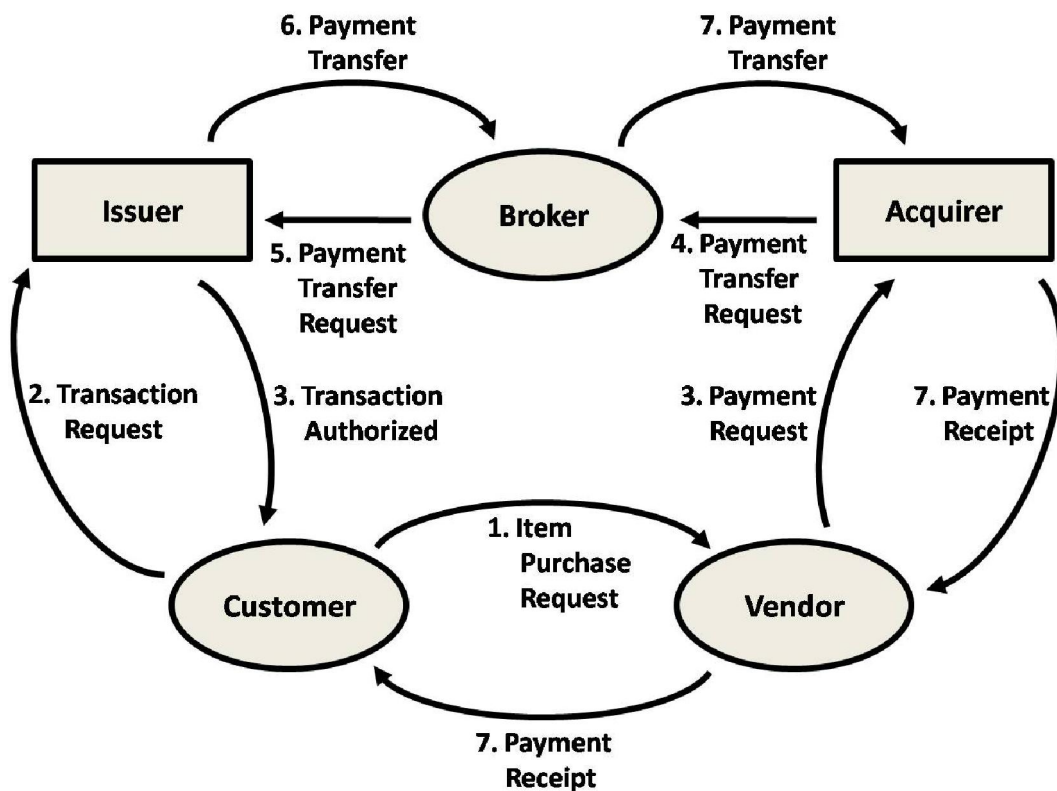 6. Payment
Transfer
7. Payment
Transfer
Issuer
Broker
Acquirer
5. Payment
Transfer
Request
4. Payment
Transfer
Request
2. Transaction
Request
3. Transaction
Authorized
3. Payment
Request
7. Payment
Receipt
1. Item
Purchase
Request
Customer
Vendor
7. Payment
Receipt